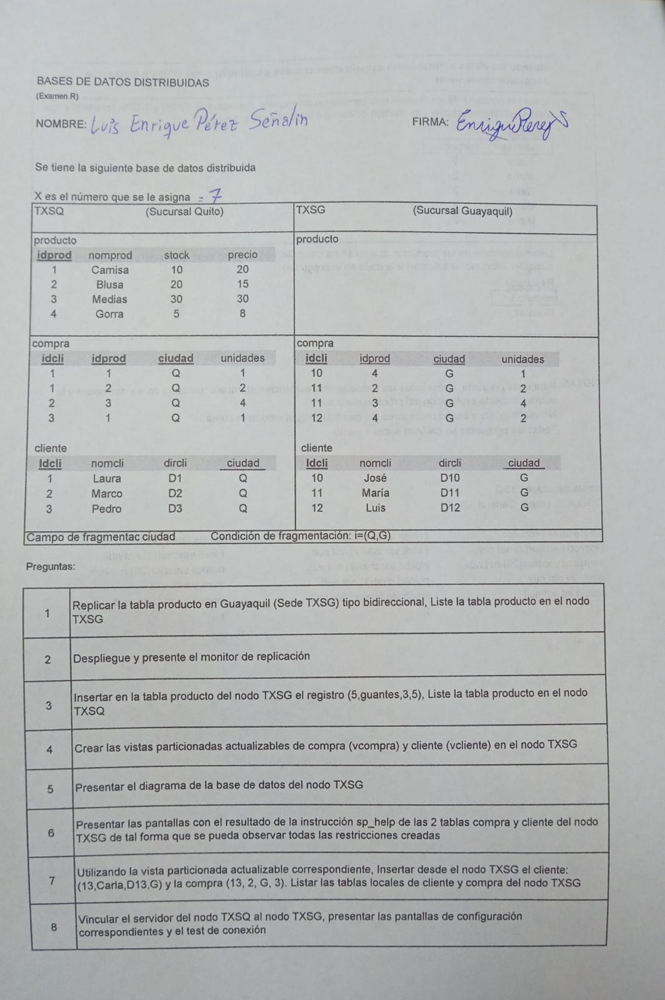 BASES DE DATOS DISTRIBUIDAS
(Examen R)
NOMBRE: Luis Enrique Pérez Señalin FIRMA: Enrique Perez S
Se tiene la siguiente base de datos distribuida
X es el número que se le asigna = 7
TXSQ (Sucursal Quito) TXSG (Sucursal Guayaquil)
producto producto
idprod nomprod stock precio
1 Camisa 10 20
2 Blusa 20 15
3 Medias 30 30
4 Gorra 5 8
compra compra
idcli idprod ciudad unidades idcli idprod ciudad unidades
1 1 Q 1 10 4 G 1
1 2 Q 2 11 2 G 2
2 3 Q 4 11 3 G 4
3 1 Q 1 12 4 G 2
cliente cliente
Idcli nomcli dircli ciudad Idcli nomcli dircli ciudad
1 Laura D1 Q 10 José D10 G
2 Marco D2 Q 11 María D11 G
3 Pedro D3 Q 12 Luis D12 G
Campo de fragmentac ciudad Condición de fragmentación: i=(Q,G)
Preguntas:
1 Replicar la tabla producto en Guayaquil (Sede TXSG) tipo bidireccional, Liste la tabla producto en el nodo
TXSG
2 Despliegue y presente el monitor de replicación
3 Insertar en la tabla producto del nodo TXSG el registro (5,guantes,3,5), Liste la tabla producto en el nodo
TXSQ
4 Crear las vistas particionadas actualizables de compra (vcompra) y cliente (vcliente) en el nodo TXSG
5 Presentar el diagrama de la base de datos del nodo TXSG
6 Presentar las pantallas con el resultado de la instrucción sp_help de las 2 tablas compra y cliente del nodo
TXSG de tal forma que se pueda observar todas las restricciones creadas
7 Utilizando la vista particionada actualizable correspondiente, Insertar desde el nodo TXSG el cliente:
(13,Carla,D13,G) y la compra (13, 2, G, 3). Listar las tablas locales de cliente y compra del nodo TXSG
8 Vincular el servidor del nodo TXSQ al nodo TXSG, presentar las pantallas de configuración
correspondientes y el test de conexión